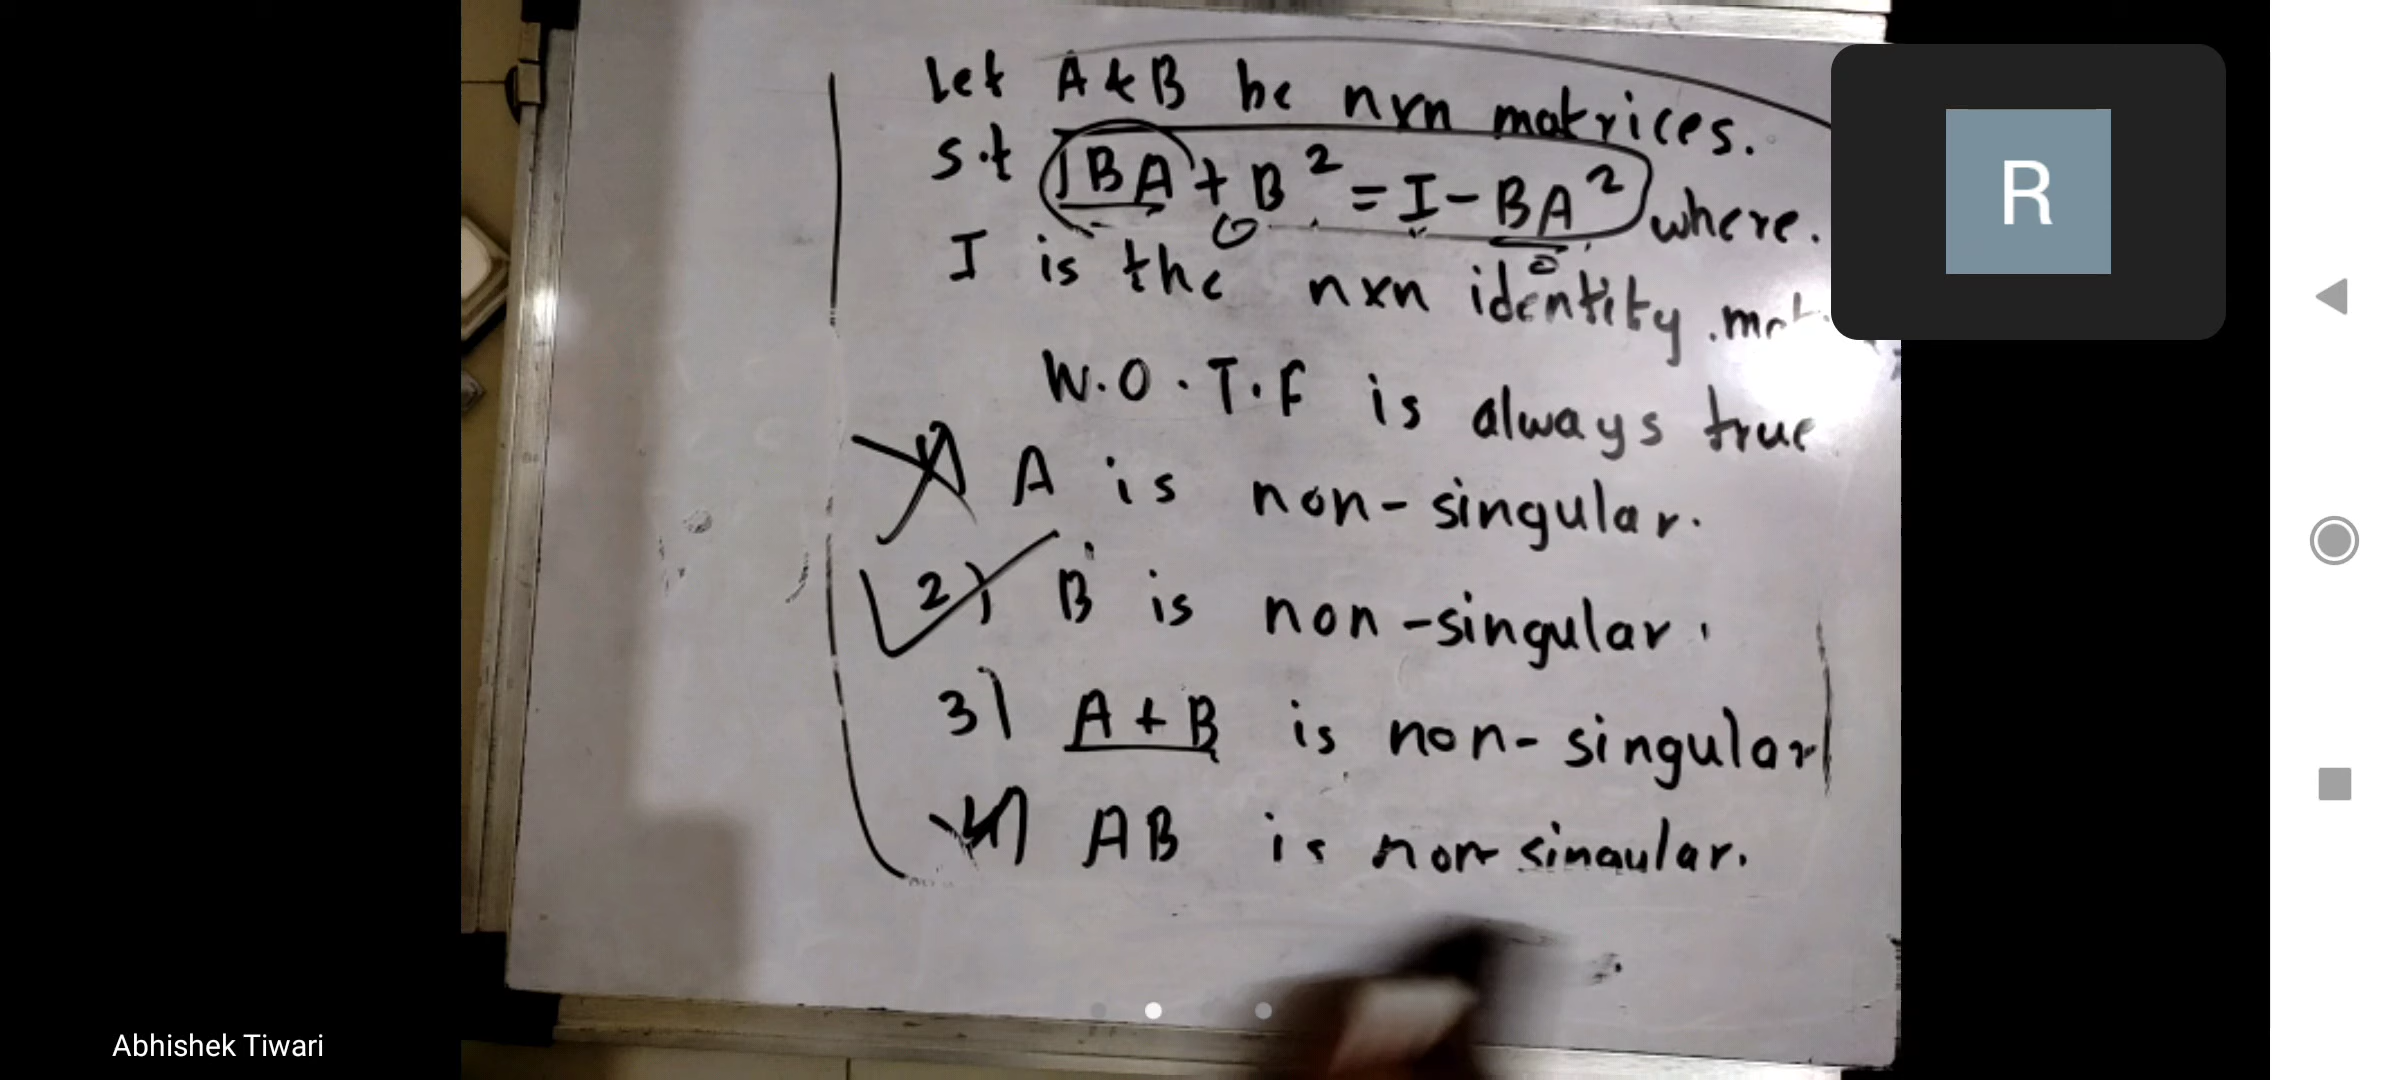 Let A & B be nxn matrices.
s.t BA + B² = I - BA² where.
I is the nxn identity
W.O.T.F is always true
1) A is non-singular.
2) B is non-singular.
3) A + B is non-singular
4) AB is non singular.
R
Abhishek Tiwari